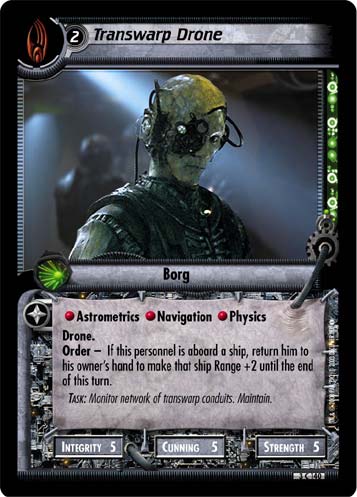 2 Transwarp Drone
Borg
Astrometrics Navigation Physics
Drone.
Order – If this personnel is aboard a ship, return him to
his owner's hand to make that ship Range +2 until the end
of this turn.
Task: Monitor network of transwarp conduits. Maintain.
Integrity 5 Cunning 5 Strength 5
3 C 140